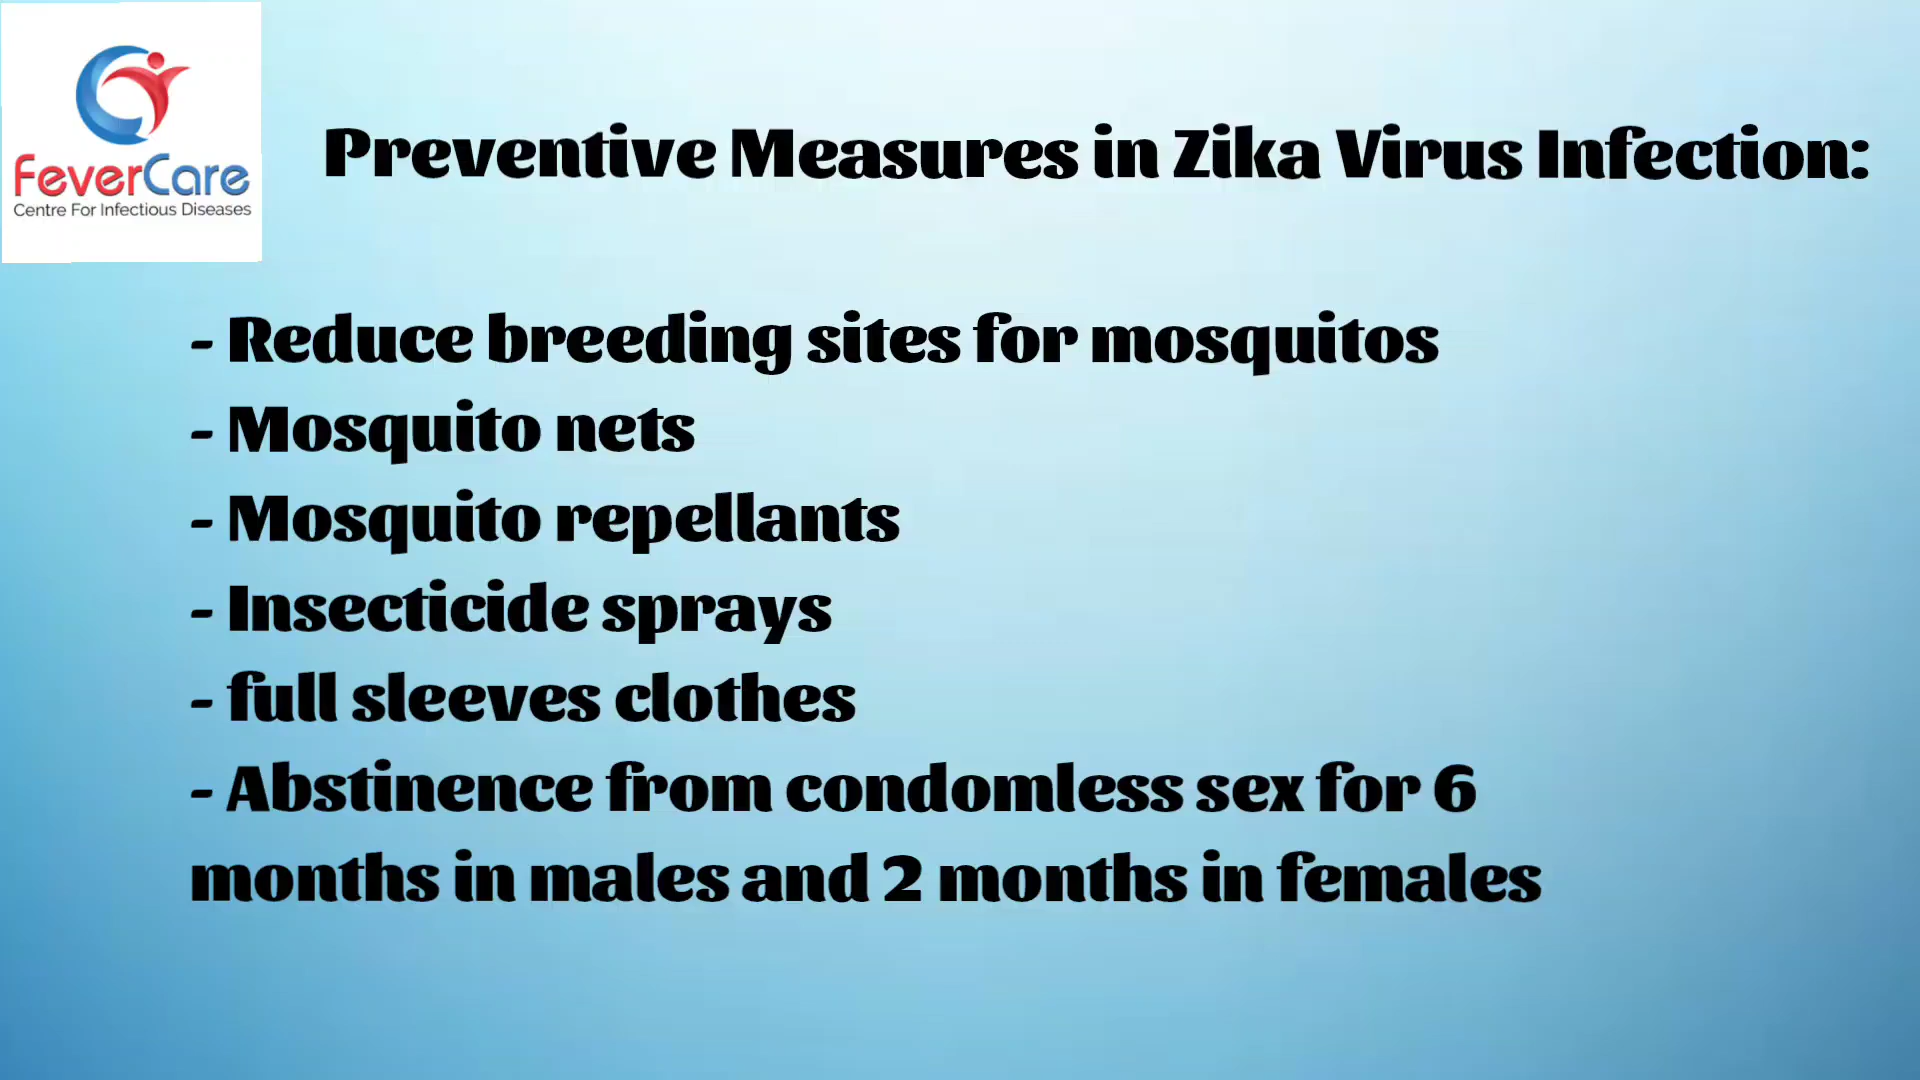 FeverCare
Centre For Infectious Diseases
Preventive Measures in Zika Virus Infection:
- Reduce breeding sites for mosquitos
- Mosquito nets
- Mosquito repellants
- Insecticide sprays
- full sleeves clothes
- Abstinence from condomless sex for 6
months in males and 2 months in females